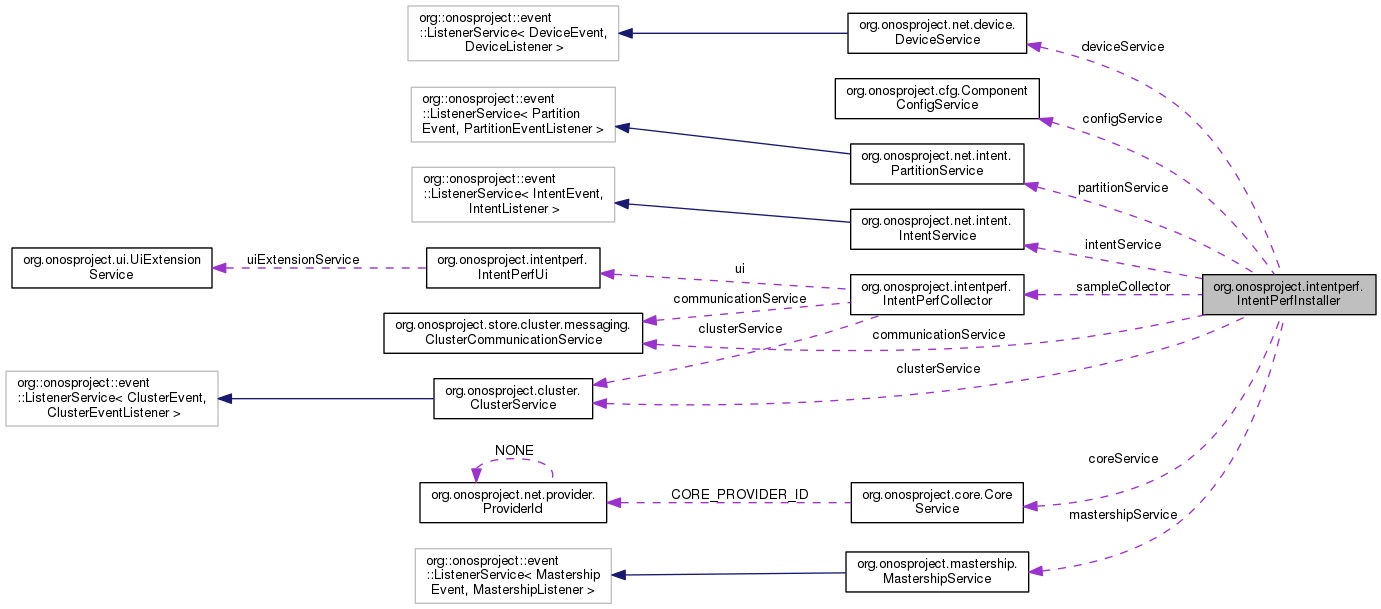 org::onosproject::event
::ListenerService< DeviceEvent,
DeviceListener >
org.onosproject.net.device.
DeviceService
deviceService
org::onosproject::event
::ListenerService< Partition
Event, PartitionEventListener >
org.onosproject.cfg.Component
ConfigService
configService
org.onosproject.net.intent.
PartitionService
partitionService
org::onosproject::event
::ListenerService< IntentEvent,
IntentListener >
org.onosproject.net.intent.
IntentService
intentService
org.onosproject.ui.UiExtension
Service
uiExtensionService
org.onosproject.intentperf.
IntentPerfUi
ui
org.onosproject.intentperf.
IntentPerfCollector
sampleCollector
org.onosproject.intentperf.
IntentPerfInstaller
communicationService
clusterService
org.onosproject.store.cluster.messaging.
ClusterCommunicationService
communicationService
clusterService
org::onosproject::event
::ListenerService< ClusterEvent,
ClusterEventListener >
org.onosproject.cluster.
ClusterService
NONE
coreService
org.onosproject.net.provider.
ProviderId
CORE_PROVIDER_ID
org.onosproject.core.Core
Service
mastershipService
org::onosproject::event
::ListenerService< Mastership
Event, MastershipListener >
org.onosproject.mastership.
MastershipService